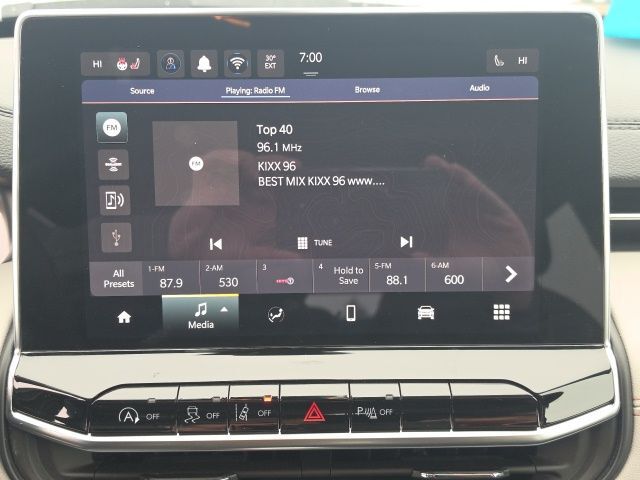 HI
30°
EXT
7:00
HI
Source
Playing: Radio FM
Browse
Audio
FM
FM
Top 40
96.1 MHz
KIXX 96
BEST MIX KIXX 96 www....
TUNE
All
Presets
1-FM
87.9
2-AM
530
3
4
Hold to
Save
5-FM
88.1
6-AM
600
Media
A OFF
OFF
OFF
P OFF